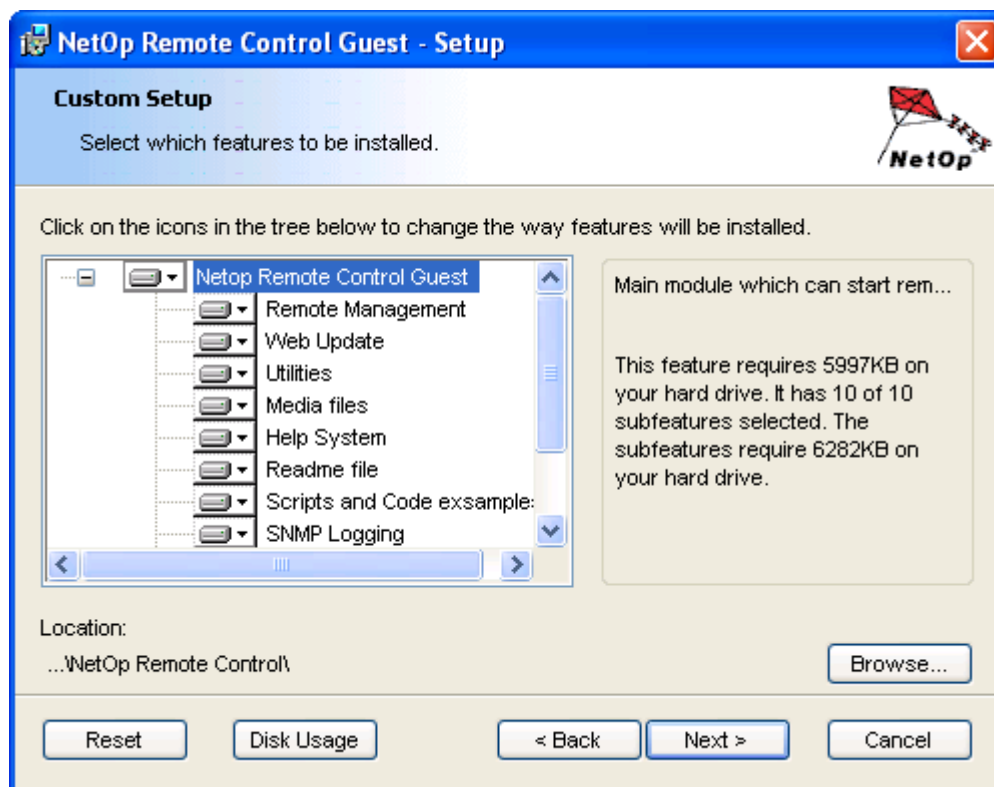 NetOp Remote Control Guest - Setup
Custom Setup
Select which features to be installed.
NetOp
Click on the icons in the tree below to change the way features will be installed.
Netop Remote Control Guest
Remote Management
Web Update
Utilities
Media files
Help System
Readme file
Scripts and Code exsamples
SNMP Logging
Main module which can start rem...
This feature requires 5997KB on
your hard drive. It has 10 of 10
subfeatures selected. The
subfeatures require 6282KB on
your hard drive.
Location:
...\NetOp Remote Control\
Browse...
Reset
Disk Usage
< Back
Next >
Cancel